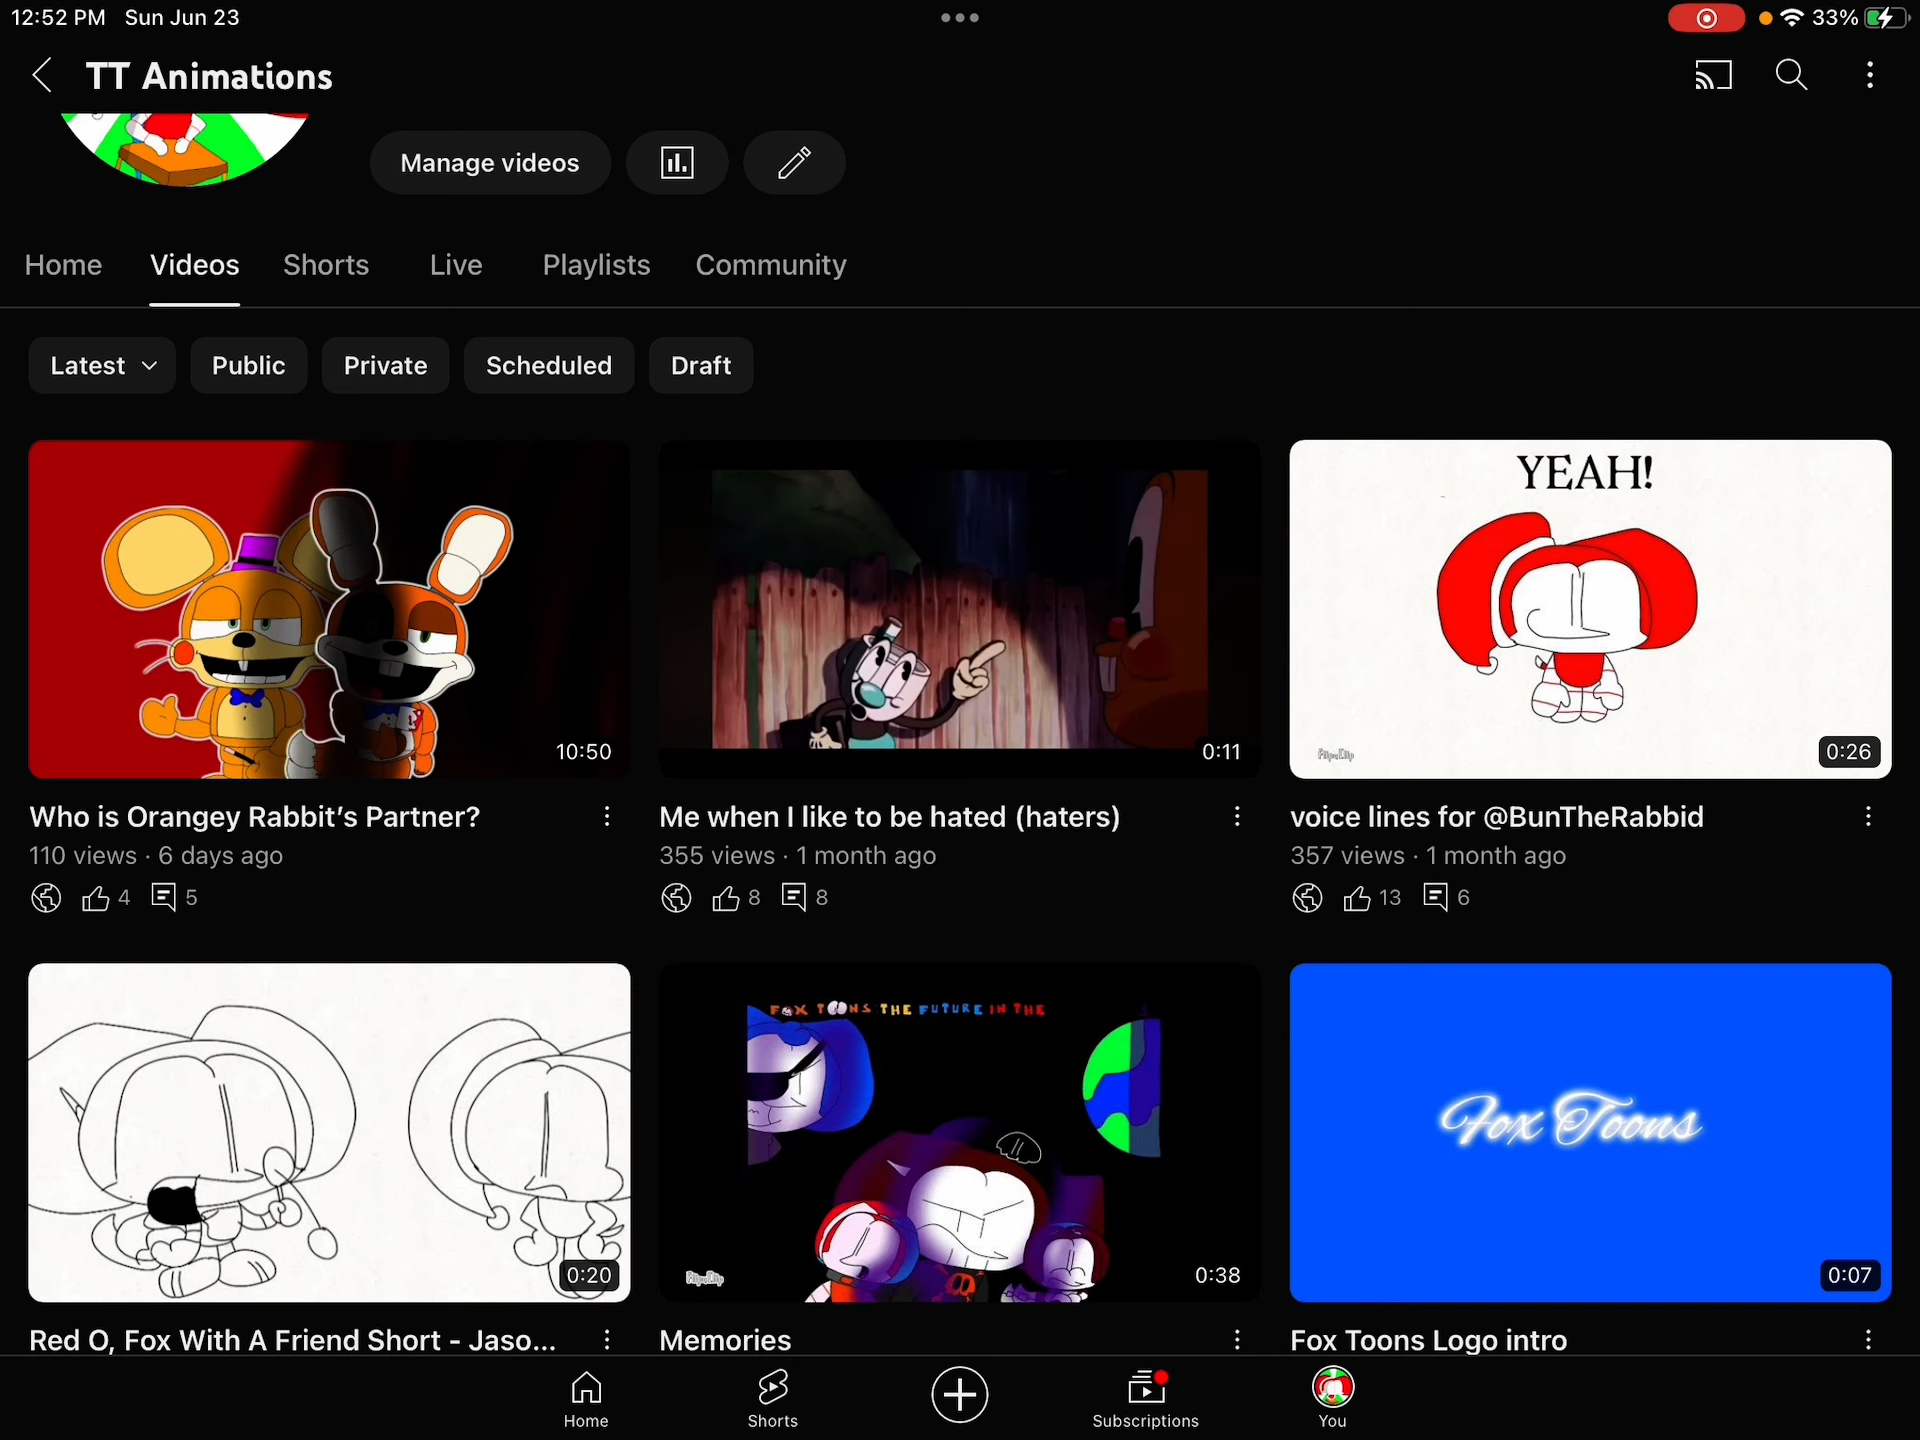 12:52 PM Sun Jun 23
33%
TT Animations
Manage videos
Home Videos Shorts Live Playlists Community
Latest Public Private Scheduled Draft
10:50
0:11
YEAH!
FlipaClip
0:26
Who is Orangey Rabbit's Partner?
110 views · 6 days ago
4 5
Me when I like to be hated (haters)
355 views · 1 month ago
8 8
voice lines for @BunTheRabbid
357 views · 1 month ago
13 6
0:20
FOX TOONS THE FUTURE IN THE
FlipaClip
0:38
Fox Toons
0:07
Red O, Fox With A Friend Short - Jaso...
Memories
Fox Toons Logo intro
Home Shorts Subscriptions You